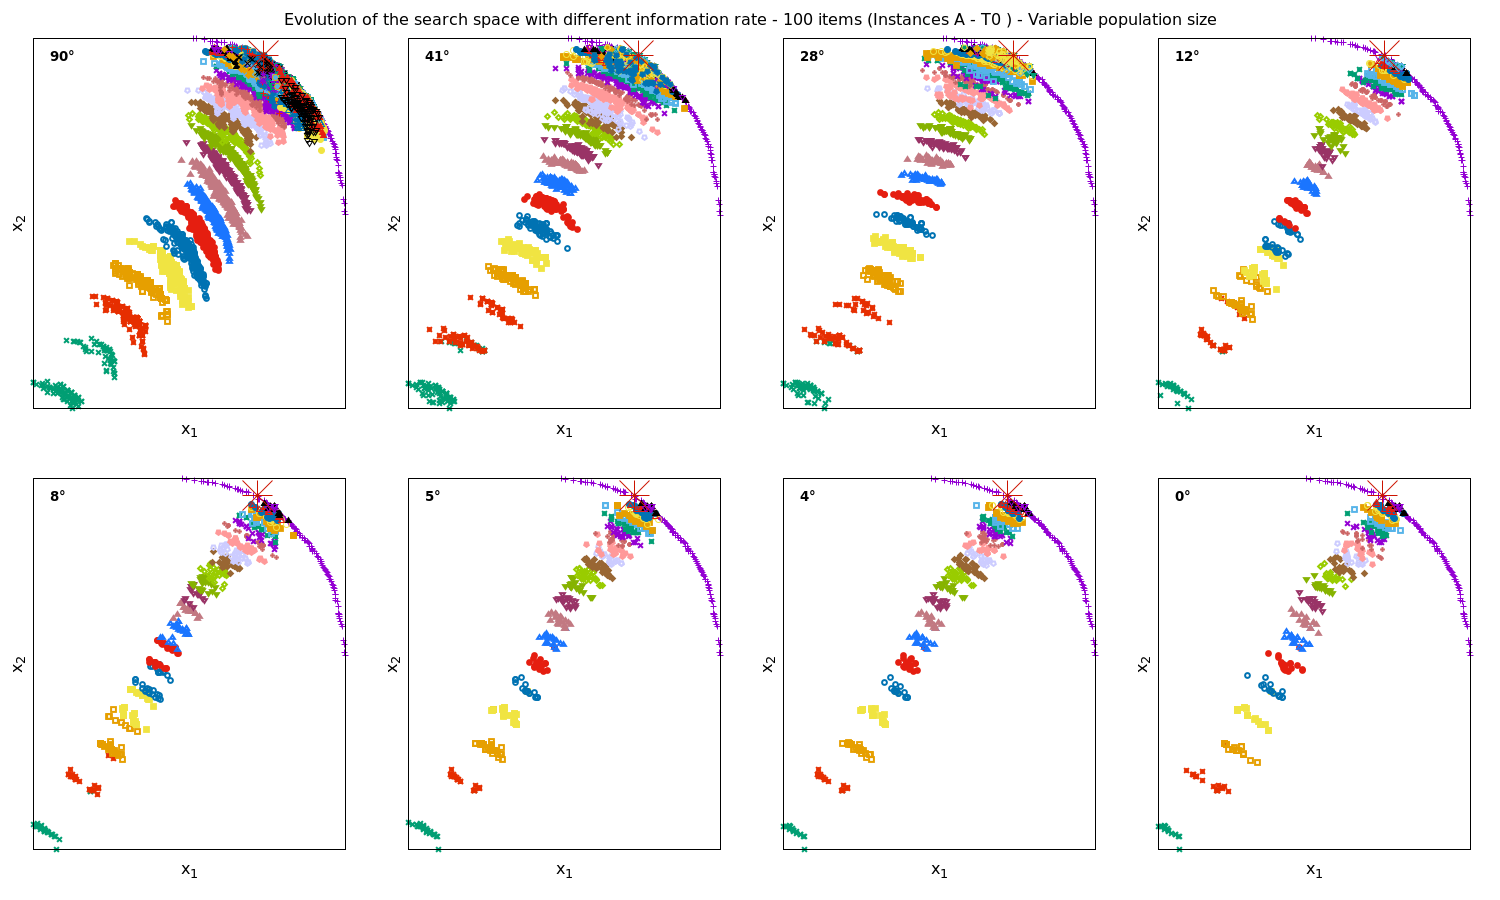 Evolution of the search space with different information rate - 100 items (Instances A - T0 ) - Variable population size
90°
41°
28°
12°
x₂
x₂
x₂
x₂
x₁
x₁
x₁
x₁
8°
5°
4°
0°
x₂
x₂
x₂
x₂
x₁
x₁
x₁
x₁